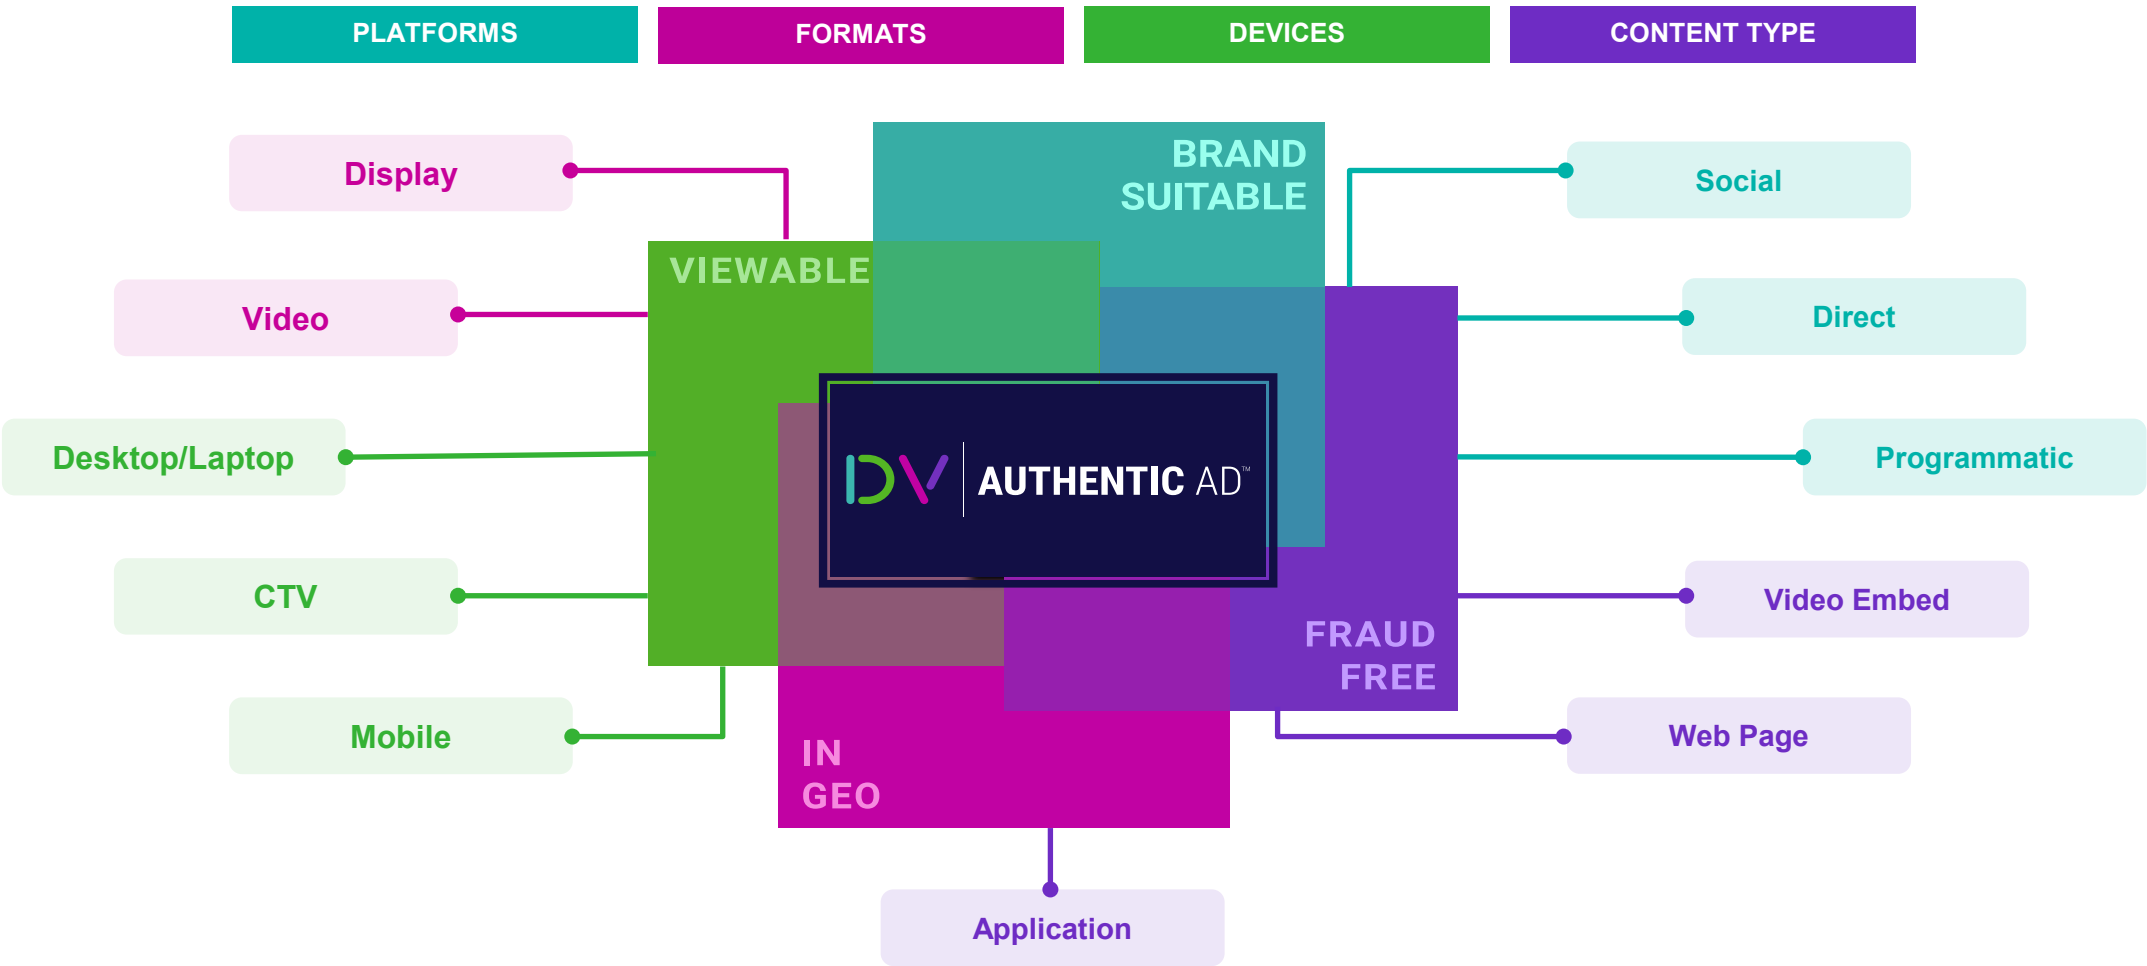 PLATFORMS
FORMATS
DEVICES
CONTENT TYPE
Display
Video
Desktop/Laptop
CTV
Mobile
BRAND
SUITABLE
VIEWABLE
DV AUTHENTIC AD™
FRAUD
FREE
IN
GEO
Social
Direct
Programmatic
Video Embed
Web Page
Application